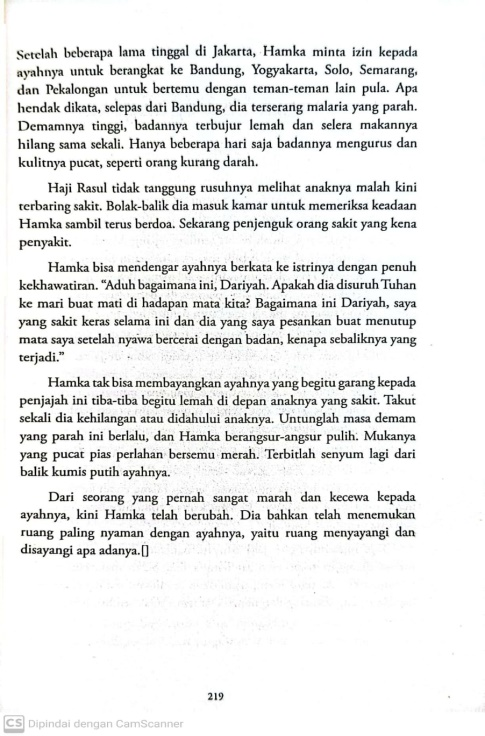 Setelah beberapa lama tinggal di Jakarta, Hamka minta izin kepada
ayahnya untuk berangkat ke Bandung, Yogyakarta, Solo, Semarang,
dan Pekalongan untuk bertemu dengan teman-teman lain pula. Apa
hendak dikata, selepas dari Bandung, dia terserang malaria yang parah.
Demamnya tinggi, badannya terbujur lemah dan selera makannya
hilang sama sekali. Hanya beberapa hari saja badannya mengurus dan
kulitnya pucat, seperti orang kurang darah.
Haji Rasul tidak tanggung rusuhnya melihat anaknya malah kini
terbaring sakit. Bolak-balik dia masuk kamar untuk memeriksa keadaan
Hamka sambil terus berdoa. Sekarang penjenguk orang sakit yang kena
penyakit.
Hamka bisa mendengar ayahnya berkata ke istrinya dengan penuh
kekhawatiran. “Aduh bagaimana ini, Dariyah. Apakah dia disuruh Tuhan
ke mari buat mati di hadapan mata kita? Bagaimana ini Dariyah, saya
yang sakit keras selama ini dan dia yang saya pesankan buat menutup
mata saya setelah nyawa bercerai dengan badan, kenapa sebaliknya yang
terjadi.”
Hamka tak bisa membayangkan ayahnya yang begitu garang kepada
penjajah ini tiba-tiba begitu lemah di depan anaknya yang sakit. Takut
sekali dia kehilangan atau didahului anaknya. Untunglah masa demam
yang parah ini berlalu, dan Hamka berangsur-angsur pulih. Mukanya
yang pucat pias perlahan bersemu merah. Terbitlah senyum lagi dari
balik kumis putih ayahnya.
Dari seorang yang pernah sangat marah dan kecewa kepada
ayahnya, kini Hamka telah berubah. Dia bahkan telah menemukan
ruang paling nyaman dengan ayahnya, yaitu ruang menyayangi dan
disayangi apa adanya.[]
219
CS Dipindai dengan CamScanner